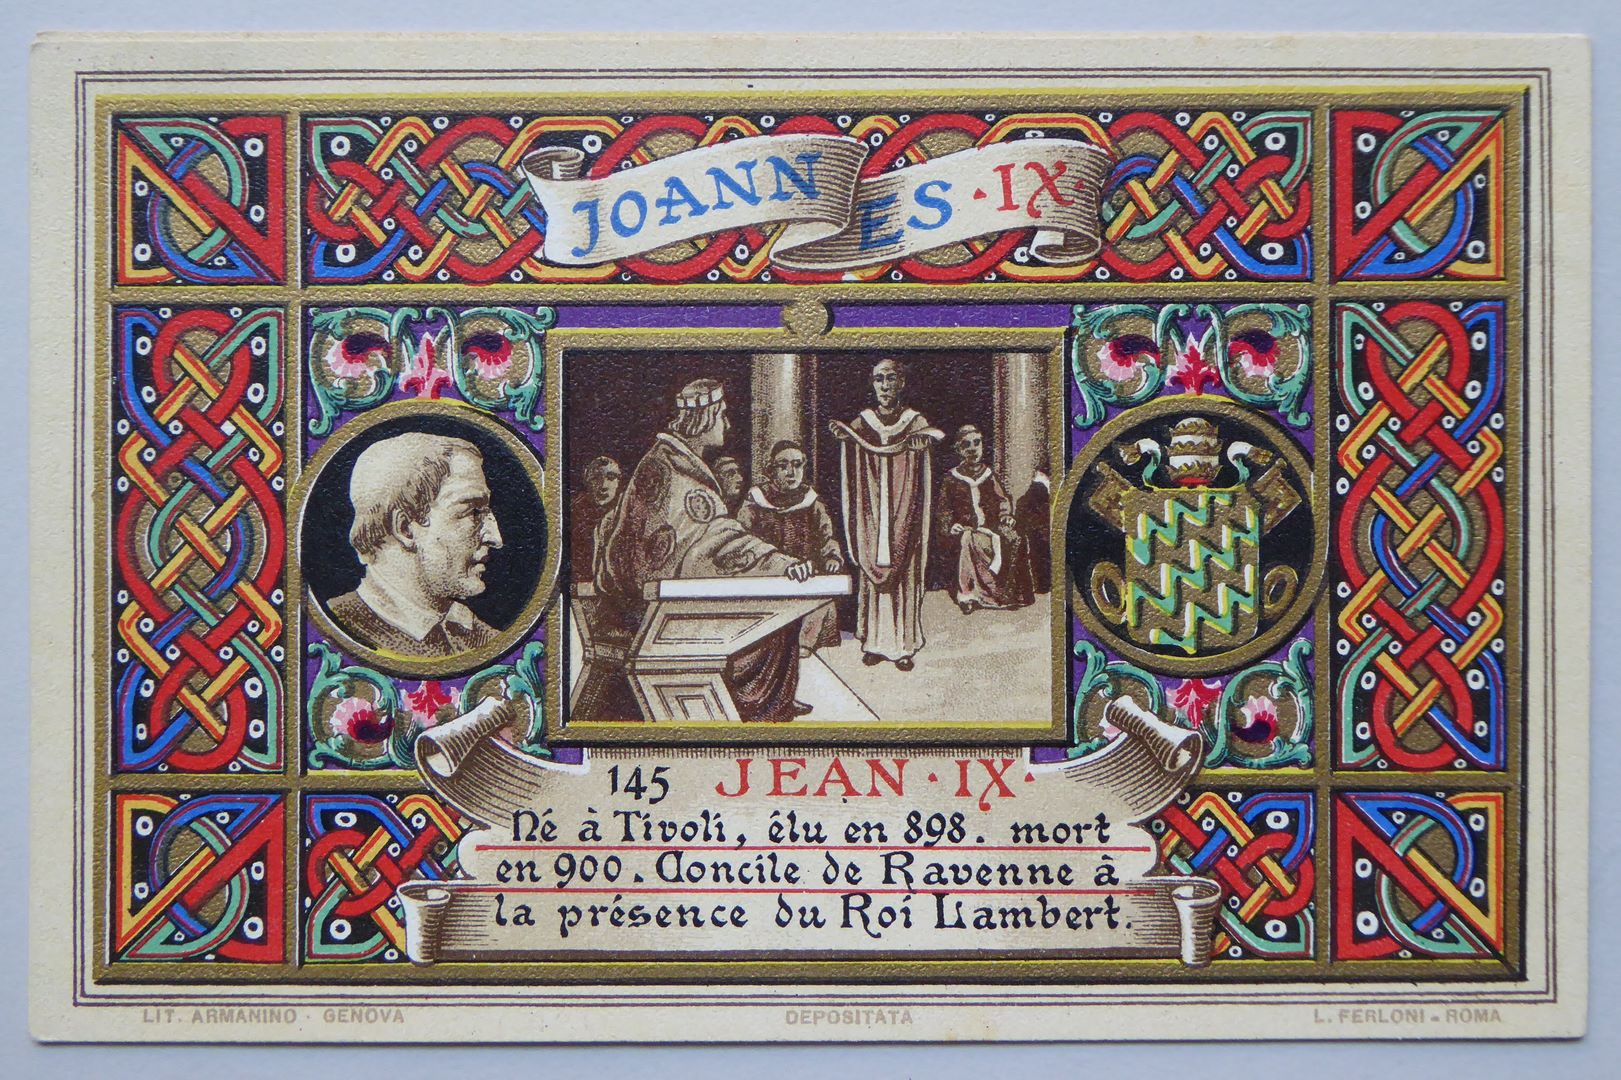 JOANNES · IX ·
145 JEAN · IX ·
Né à Tivoli, élu en 898. mort
en 900. Concile de Ravenne à
la présence du Roi Lambert.
LIT. ARMANINO · GENOVA
DEPOSITATA
L. FERLONI - ROMA